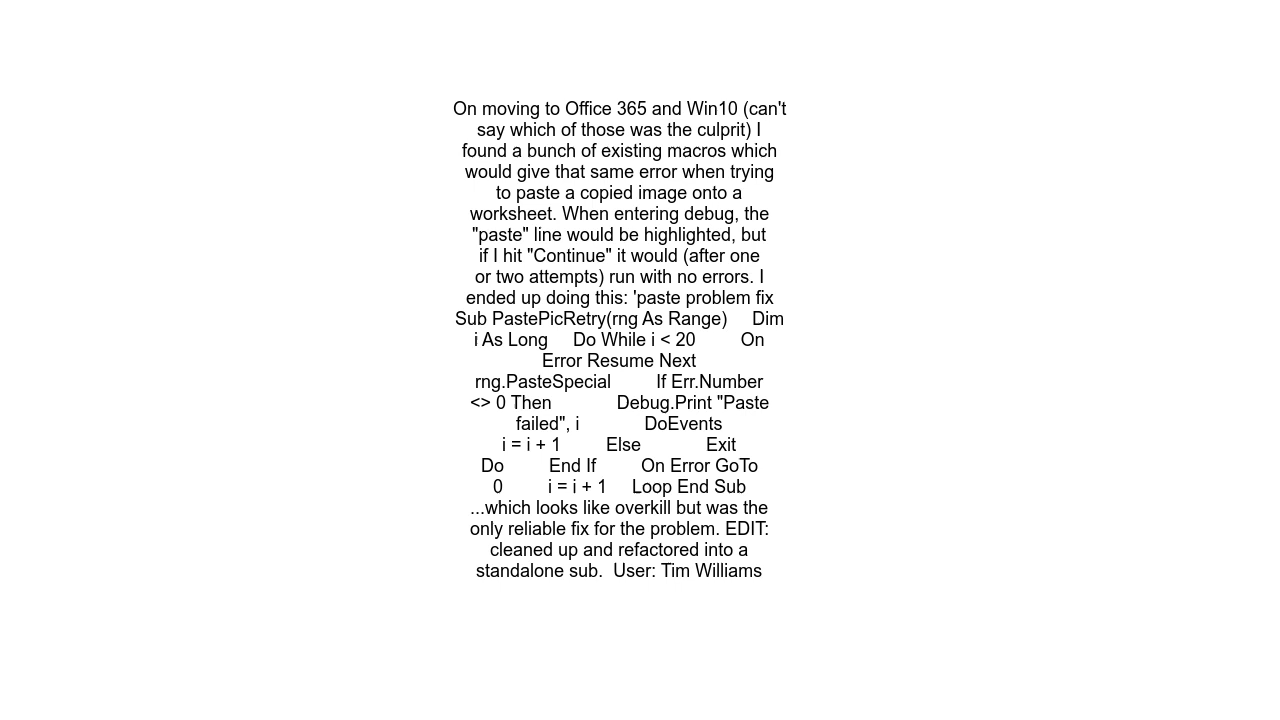 On moving to Office 365 and Win10 (can't
say which of those was the culprit) I
found a bunch of existing macros which
would give that same error when trying
to paste a copied image onto a
worksheet. When entering debug, the
"paste" line would be highlighted, but
if I hit "Continue" it would (after one
or two attempts) run with no errors. I
ended up doing this: 'paste problem fix
Sub PastePicRetry(rng As Range)     Dim
i As Long     Do While i < 20         On
Error Resume Next
rng.PasteSpecial         If Err.Number
<> 0 Then             Debug.Print "Paste
failed", i             DoEvents
i = i + 1         Else             Exit
Do         End If         On Error GoTo
0         i = i + 1     Loop End Sub
...which looks like overkill but was the
only reliable fix for the problem. EDIT:
cleaned up and refactored into a
standalone sub.  User: Tim Williams